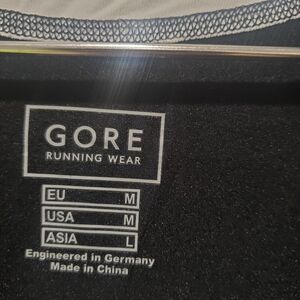 GORE
RUNNING WEAR
EU M
USA M
ASIA L
Engineered in Germany
Made in China